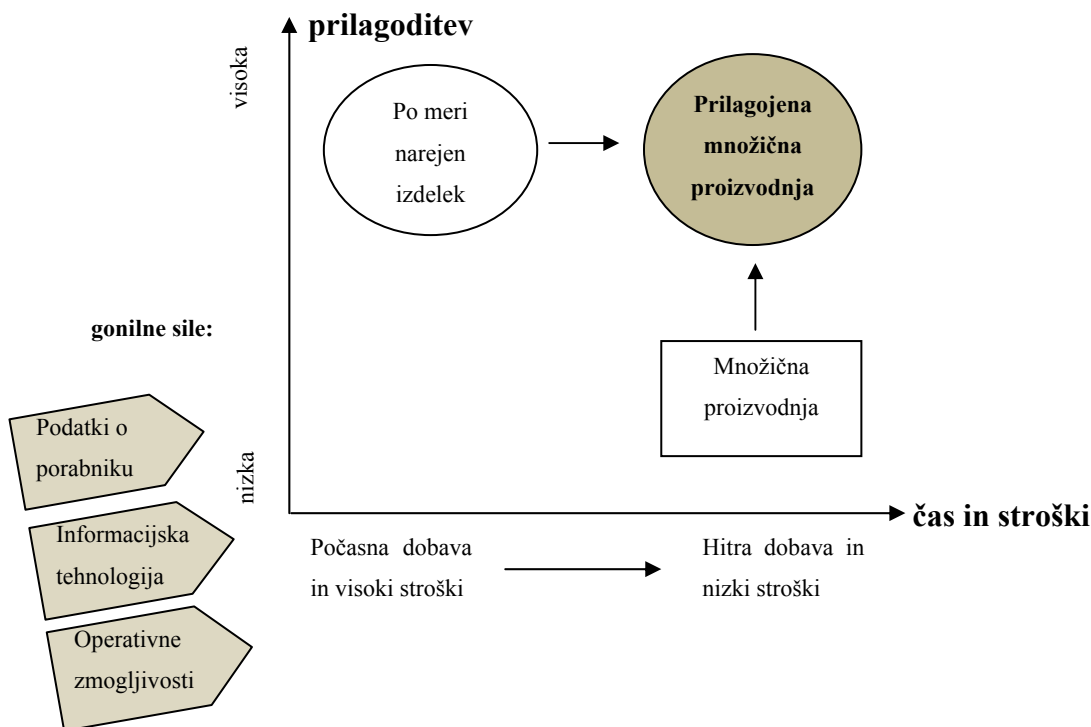 prilagoditev
visoka
Po meri
narejen
izdelek
Prilagojena
množična
proizvodnja
gonilne sile:
Množična
proizvodnja
Podatki o
porabniku
nizka
čas in stroški
Informacijska
tehnologija
Počasna dobava
in visoki stroški
Hitra dobava in
nizki stroški
Operativne
zmogljivosti